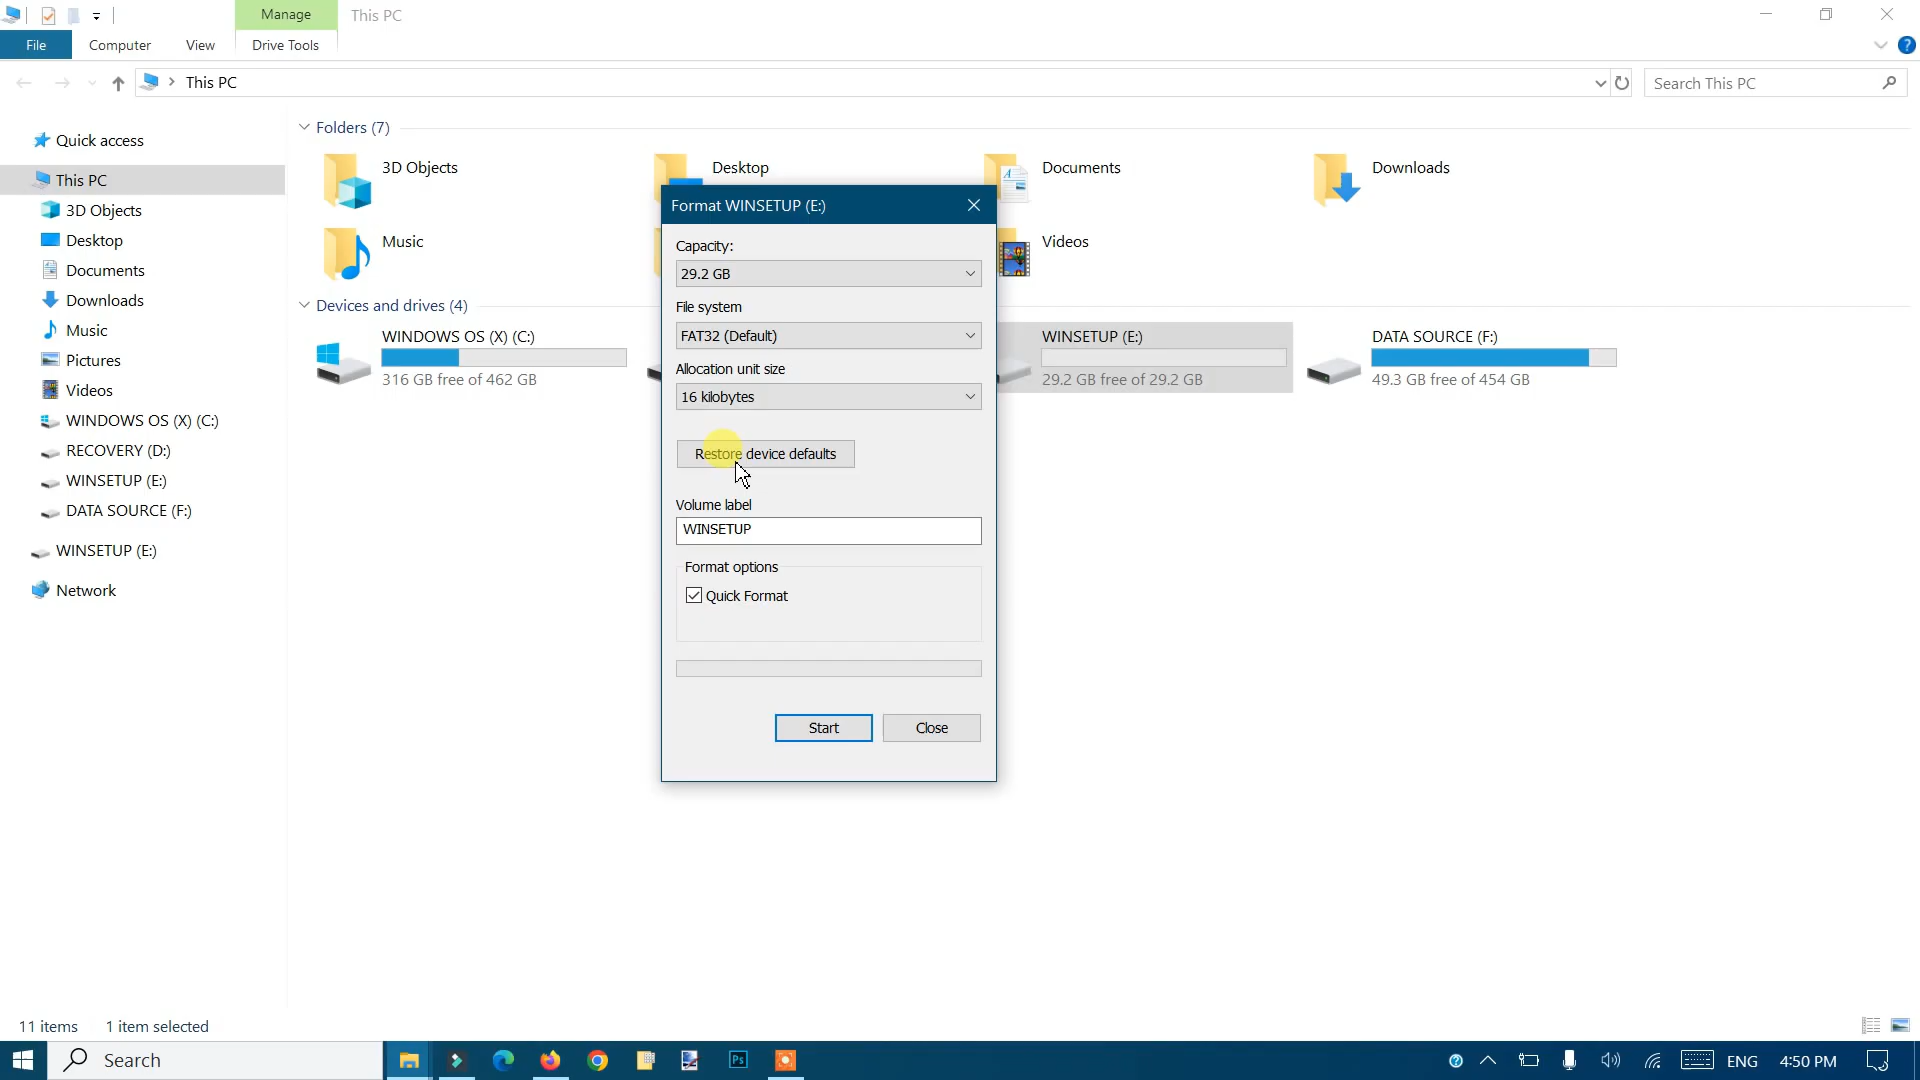 Manage
This PC
File
Computer
View
Drive Tools
This PC
Search This PC
Quick access
This PC
3D Objects
Desktop
Documents
Downloads
Music
Pictures
Videos
WINDOWS OS (X) (C:)
RECOVERY (D:)
WINSETUP (E:)
DATA SOURCE (F:)
WINSETUP (E:)
Network
Folders (7)
3D Objects
Desktop
Documents
Downloads
Music
Videos
Devices and drives (4)
WINDOWS OS (X) (C:)
316 GB free of 462 GB
WINSETUP (E:)
29.2 GB free of 29.2 GB
DATA SOURCE (F:)
49.3 GB free of 454 GB
Format WINSETUP (E:)
Capacity:
29.2 GB
File system
FAT32 (Default)
Allocation unit size
16 kilobytes
Restore device defaults
Volume label
WINSETUP
Format options
Quick Format
Start
Close
11 items
1 item selected
Search
Ps
ENG
4:50 PM